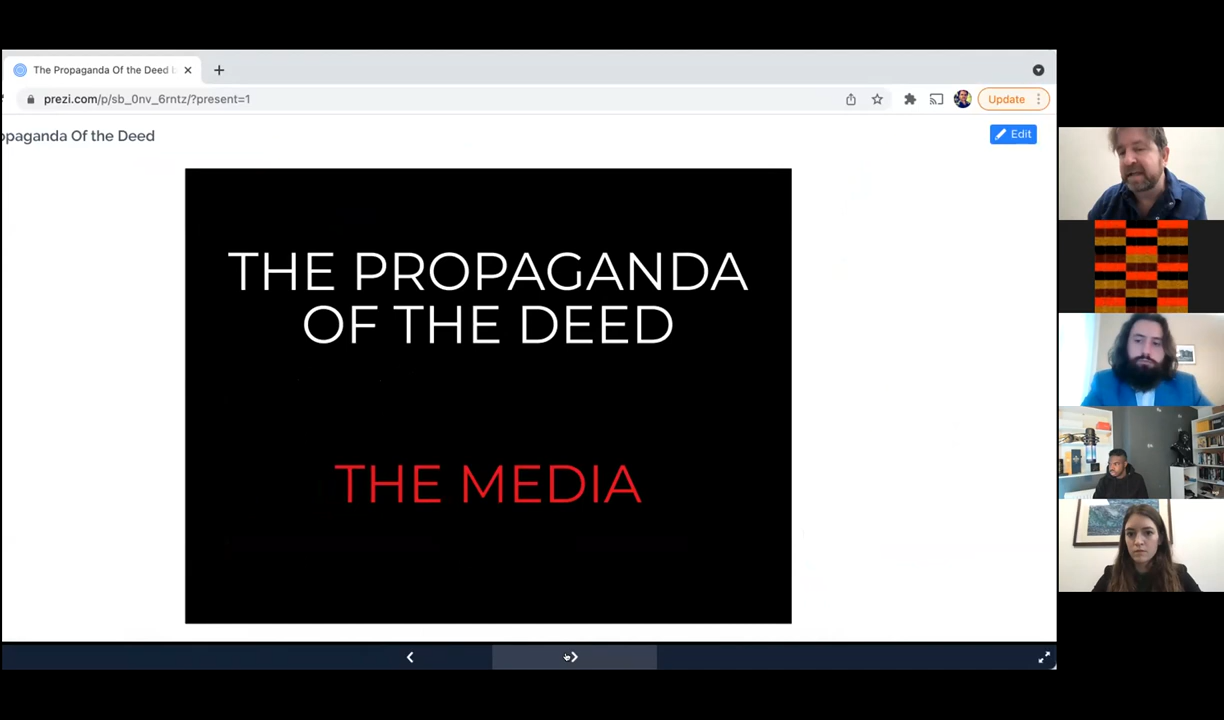 The Propaganda Of the Deed
prezi.com/p/sb_0nv_6rntz/?present=1
Update
opaganda Of the Deed
Edit
THE PROPAGANDA
OF THE DEED
THE MEDIA